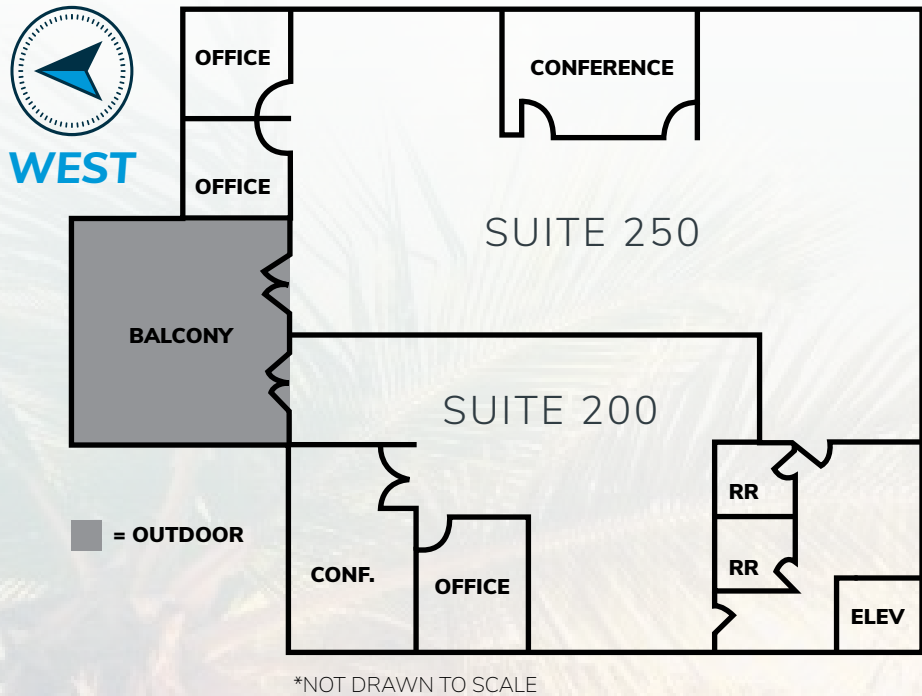 OFFICE
CONFERENCE
WEST
OFFICE
SUITE 250
BALCONY
SUITE 200
RR
= OUTDOOR
RR
CONF.
OFFICE
ELEV
*NOT DRAWN TO SCALE